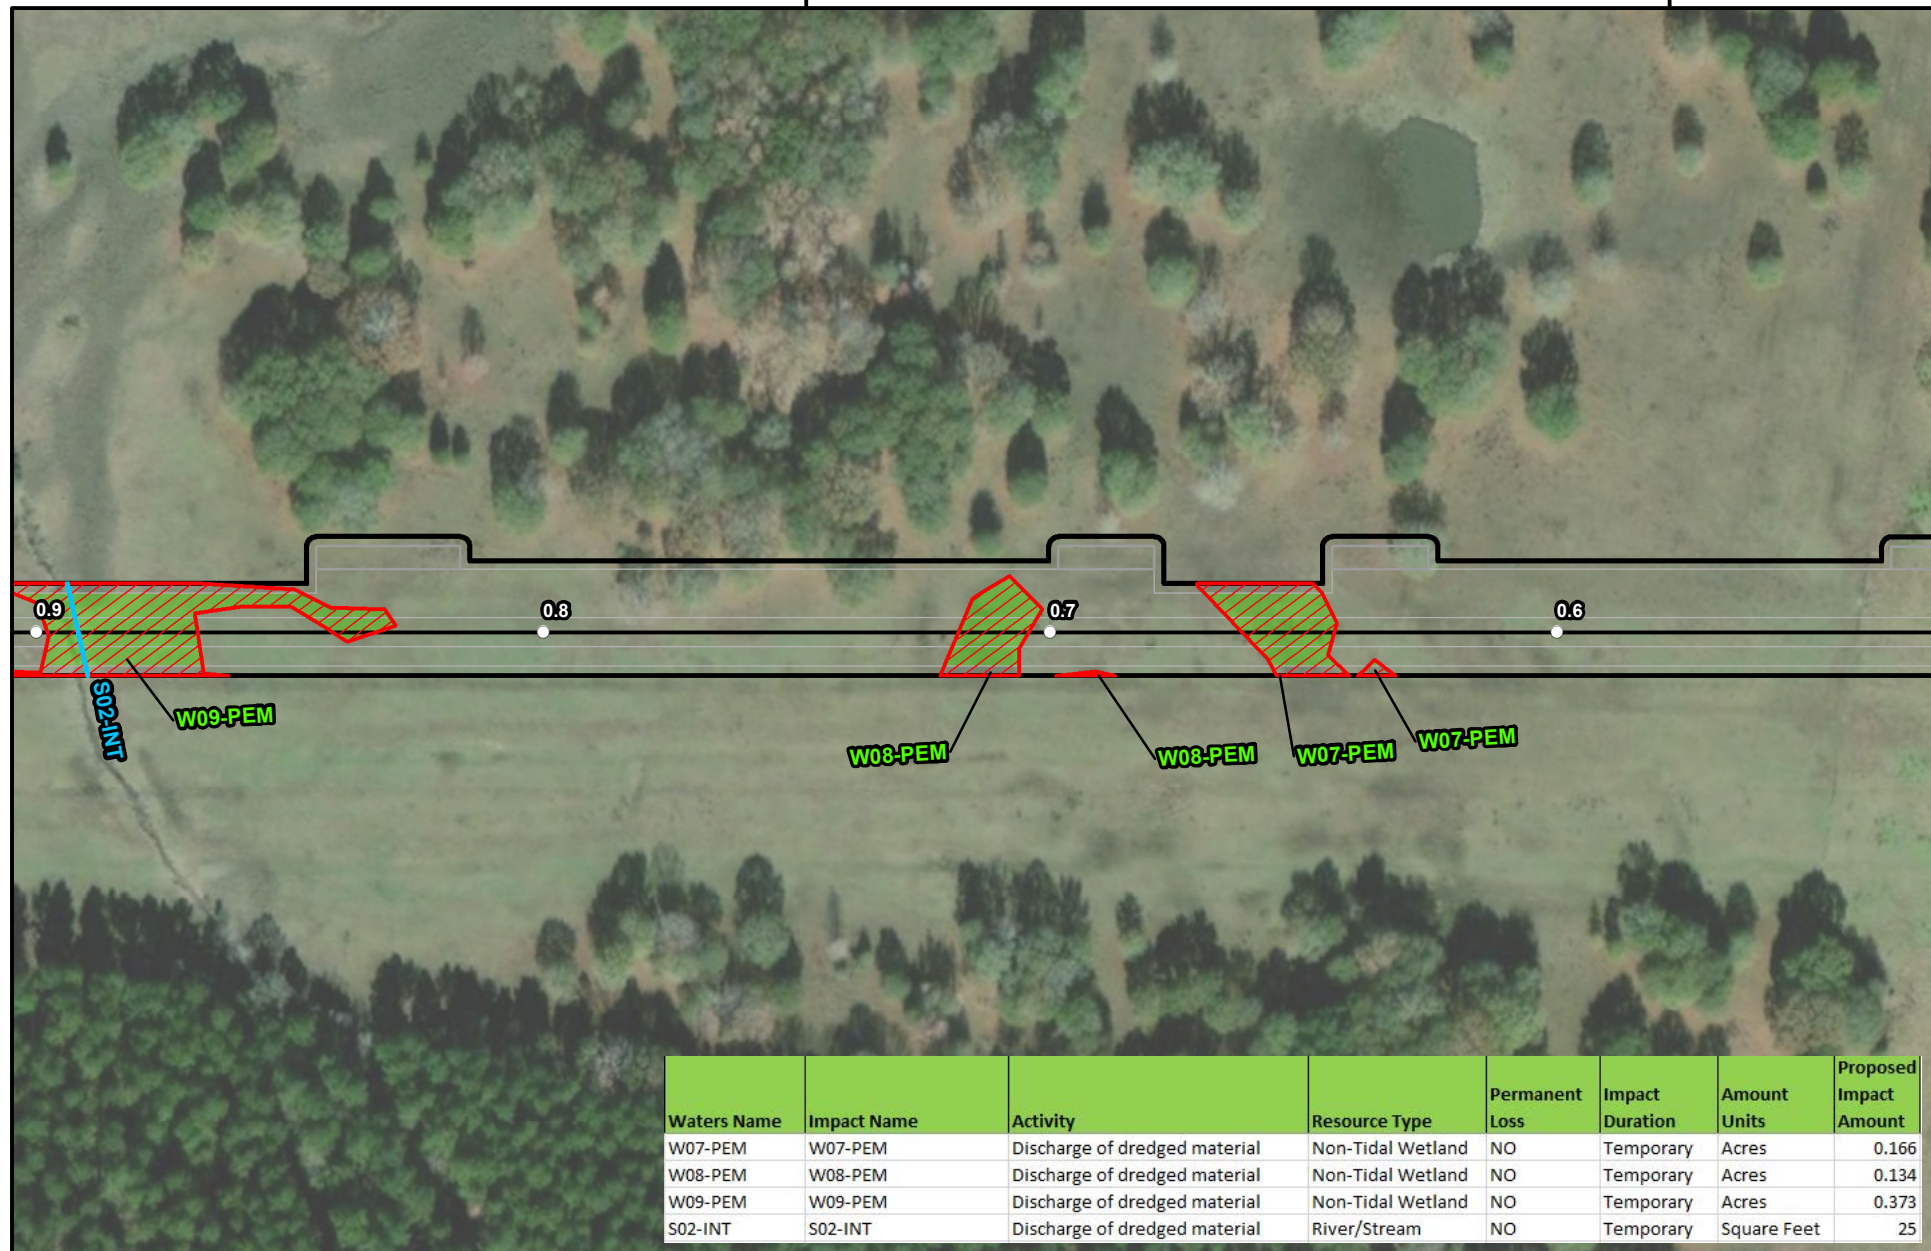 0.9
0.8
0.7
0.6
S02-INT
W09-PEM
W08-PEM
W08-PEM
W07-PEM
W07-PEM
Waters Name Impact Name Activity Resource Type Permanent Loss Impact Duration Amount Units Proposed Impact Amount
W07-PEM W07-PEM Discharge of dredged material Non-Tidal Wetland NO Temporary Acres 0.166
W08-PEM W08-PEM Discharge of dredged material Non-Tidal Wetland NO Temporary Acres 0.134
W09-PEM W09-PEM Discharge of dredged material Non-Tidal Wetland NO Temporary Acres 0.373
S02-INT S02-INT Discharge of dredged material River/Stream NO Temporary Square Feet 25